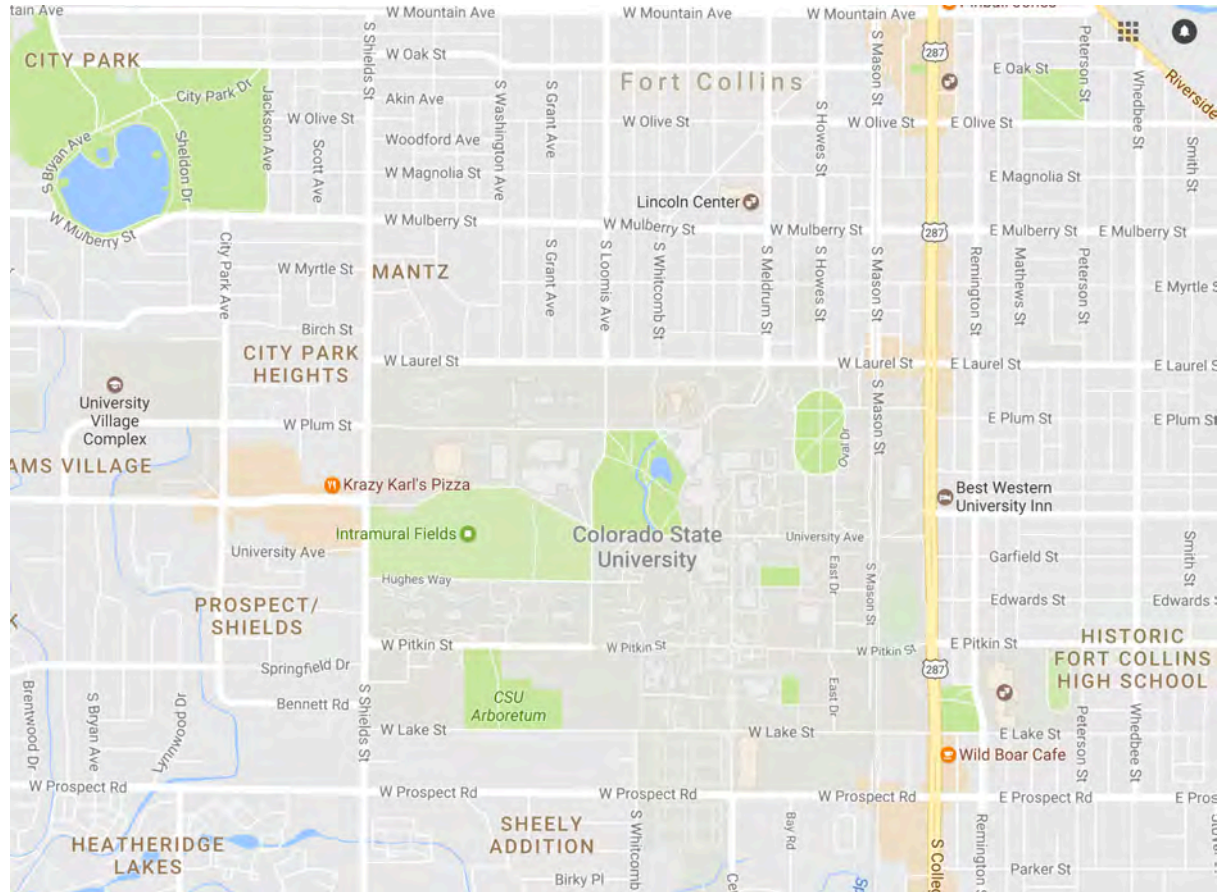 W Mountain Ave
W Mountain Ave
W Mountain Ave
CITY PARK
W Oak St
S Shields St
287
E Oak St
Peterson St
Riverside
Fort Collins
City Park Dr
Jackson Ave
Akin Ave
S Washington Ave
S Grant Ave
S Howes St
S Mason St
Whedbee St
W Olive St
W Olive St
W Olive St
E Olive St
S Bryan Ave
Sheldon Dr
Scott Ave
Woodford Ave
Smith St
W Magnolia St
E Magnolia St
Lincoln Center
W Mulberry St
W Mulberry St
W Mulberry St
W Mulberry St
287
E Mulberry St
E Mulberry St
City Park Ave
W Myrtle St
MANTZ
S Grant Ave
S Loomis Ave
S Whitcomb St
S Meldrum St
S Howes St
S Mason St
Remington St
Mathews St
Peterson St
E Myrtle S
Birch St
CITY PARK
HEIGHTS
W Laurel St
W Laurel St
E Laurel St
E Laurel S
University
Village
Complex
W Plum St
Oval Dr
S Mason St
E Plum St
E Plum St
AMS VILLAGE
Krazy Karl's Pizza
Best Western
University Inn
Intramural Fields
Colorado State
University
University Ave
University Ave
Garfield St
Smith St
Hughes Way
East Dr
S Mason St
PROSPECT/
SHIELDS
Edwards St
Edwards S
W Pitkin St
W Pitkin St
W Pitkin St
E Pitkin St
HISTORIC
FORT COLLINS
HIGH SCHOOL
Springfield Dr
287
Brentwood Dr
S Bryan Ave
Lynnwood Dr
Bennett Rd
S Shields St
CSU
Arboretum
East Dr
Peterson St
Whedbee St
W Lake St
W Lake St
E Lake St
Wild Boar Cafe
W Prospect Rd
W Prospect Rd
W Prospect Rd
E Prospect Rd
E Pros
HEATHERIDGE
LAKES
SHEELY
ADDITION
S Whitcomb
Bay Rd
S Colle
Remington S
Parker St
Birky Pl